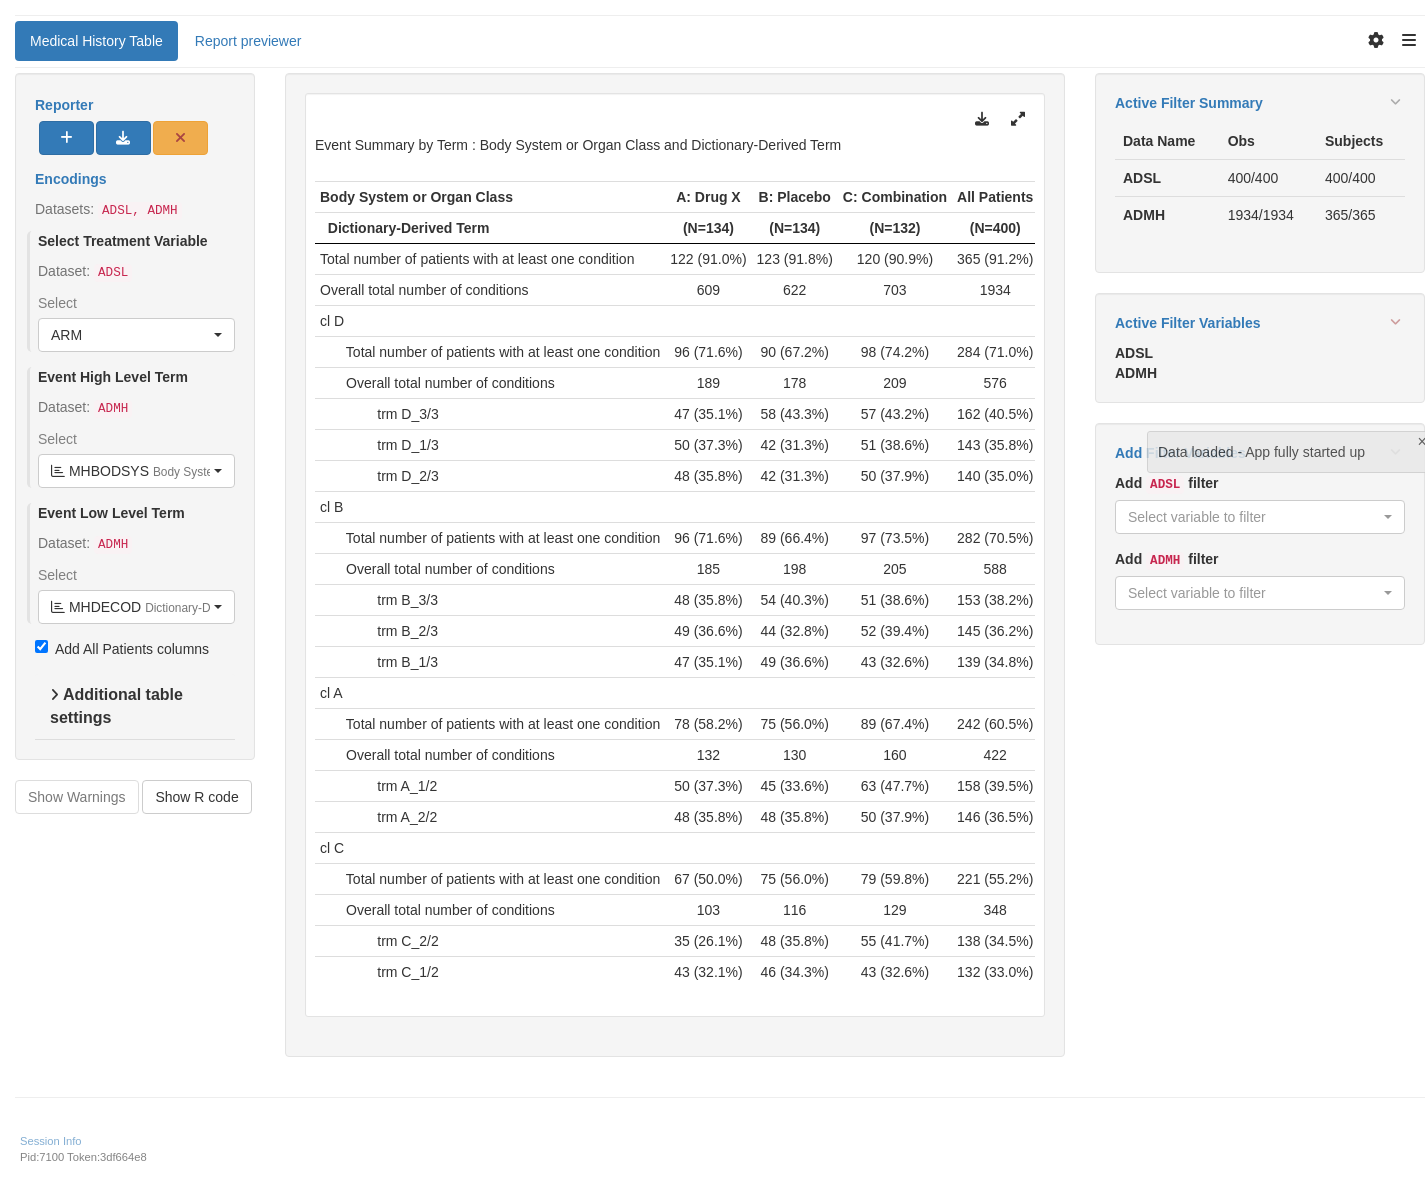 Medical History Table
Report previewer
Reporter
Encodings
Datasets: ADSL, ADMH
Select Treatment Variable
Dataset: ADSL
Select
ARM
Event High Level Term
Dataset: ADMH
Select
MHBODSYS Body Syste
Event Low Level Term
Dataset: ADMH
Select
MHDECOD Dictionary-D
Add All Patients columns
Additional table
settings
Show Warnings
Show R code
Event Summary by Term : Body System or Organ Class and Dictionary-Derived Term
Body System or Organ Class A: Drug X B: Placebo C: Combination All Patients
Dictionary-Derived Term (N=134) (N=134) (N=132) (N=400)
Total number of patients with at least one condition 122 (91.0%) 123 (91.8%) 120 (90.9%) 365 (91.2%)
Overall total number of conditions 609 622 703 1934
cl D
Total number of patients with at least one condition 96 (71.6%) 90 (67.2%) 98 (74.2%) 284 (71.0%)
Overall total number of conditions 189 178 209 576
trm D_3/3 47 (35.1%) 58 (43.3%) 57 (43.2%) 162 (40.5%)
trm D_1/3 50 (37.3%) 42 (31.3%) 51 (38.6%) 143 (35.8%)
trm D_2/3 48 (35.8%) 42 (31.3%) 50 (37.9%) 140 (35.0%)
cl B
Total number of patients with at least one condition 96 (71.6%) 89 (66.4%) 97 (73.5%) 282 (70.5%)
Overall total number of conditions 185 198 205 588
trm B_3/3 48 (35.8%) 54 (40.3%) 51 (38.6%) 153 (38.2%)
trm B_2/3 49 (36.6%) 44 (32.8%) 52 (39.4%) 145 (36.2%)
trm B_1/3 47 (35.1%) 49 (36.6%) 43 (32.6%) 139 (34.8%)
cl A
Total number of patients with at least one condition 78 (58.2%) 75 (56.0%) 89 (67.4%) 242 (60.5%)
Overall total number of conditions 132 130 160 422
trm A_1/2 50 (37.3%) 45 (33.6%) 63 (47.7%) 158 (39.5%)
trm A_2/2 48 (35.8%) 48 (35.8%) 50 (37.9%) 146 (36.5%)
cl C
Total number of patients with at least one condition 67 (50.0%) 75 (56.0%) 79 (59.8%) 221 (55.2%)
Overall total number of conditions 103 116 129 348
trm C_2/2 35 (26.1%) 48 (35.8%) 55 (41.7%) 138 (34.5%)
trm C_1/2 43 (32.1%) 46 (34.3%) 43 (32.6%) 132 (33.0%)
Active Filter Summary
Data Name Obs Subjects
ADSL 400/400 400/400
ADMH 1934/1934 365/365
Active Filter Variables
ADSL
ADMH
Add
Data loaded - App fully started up
Add ADSL filter
Select variable to filter
Add ADMH filter
Select variable to filter
Session Info
Pid:7100 Token:3df664e8